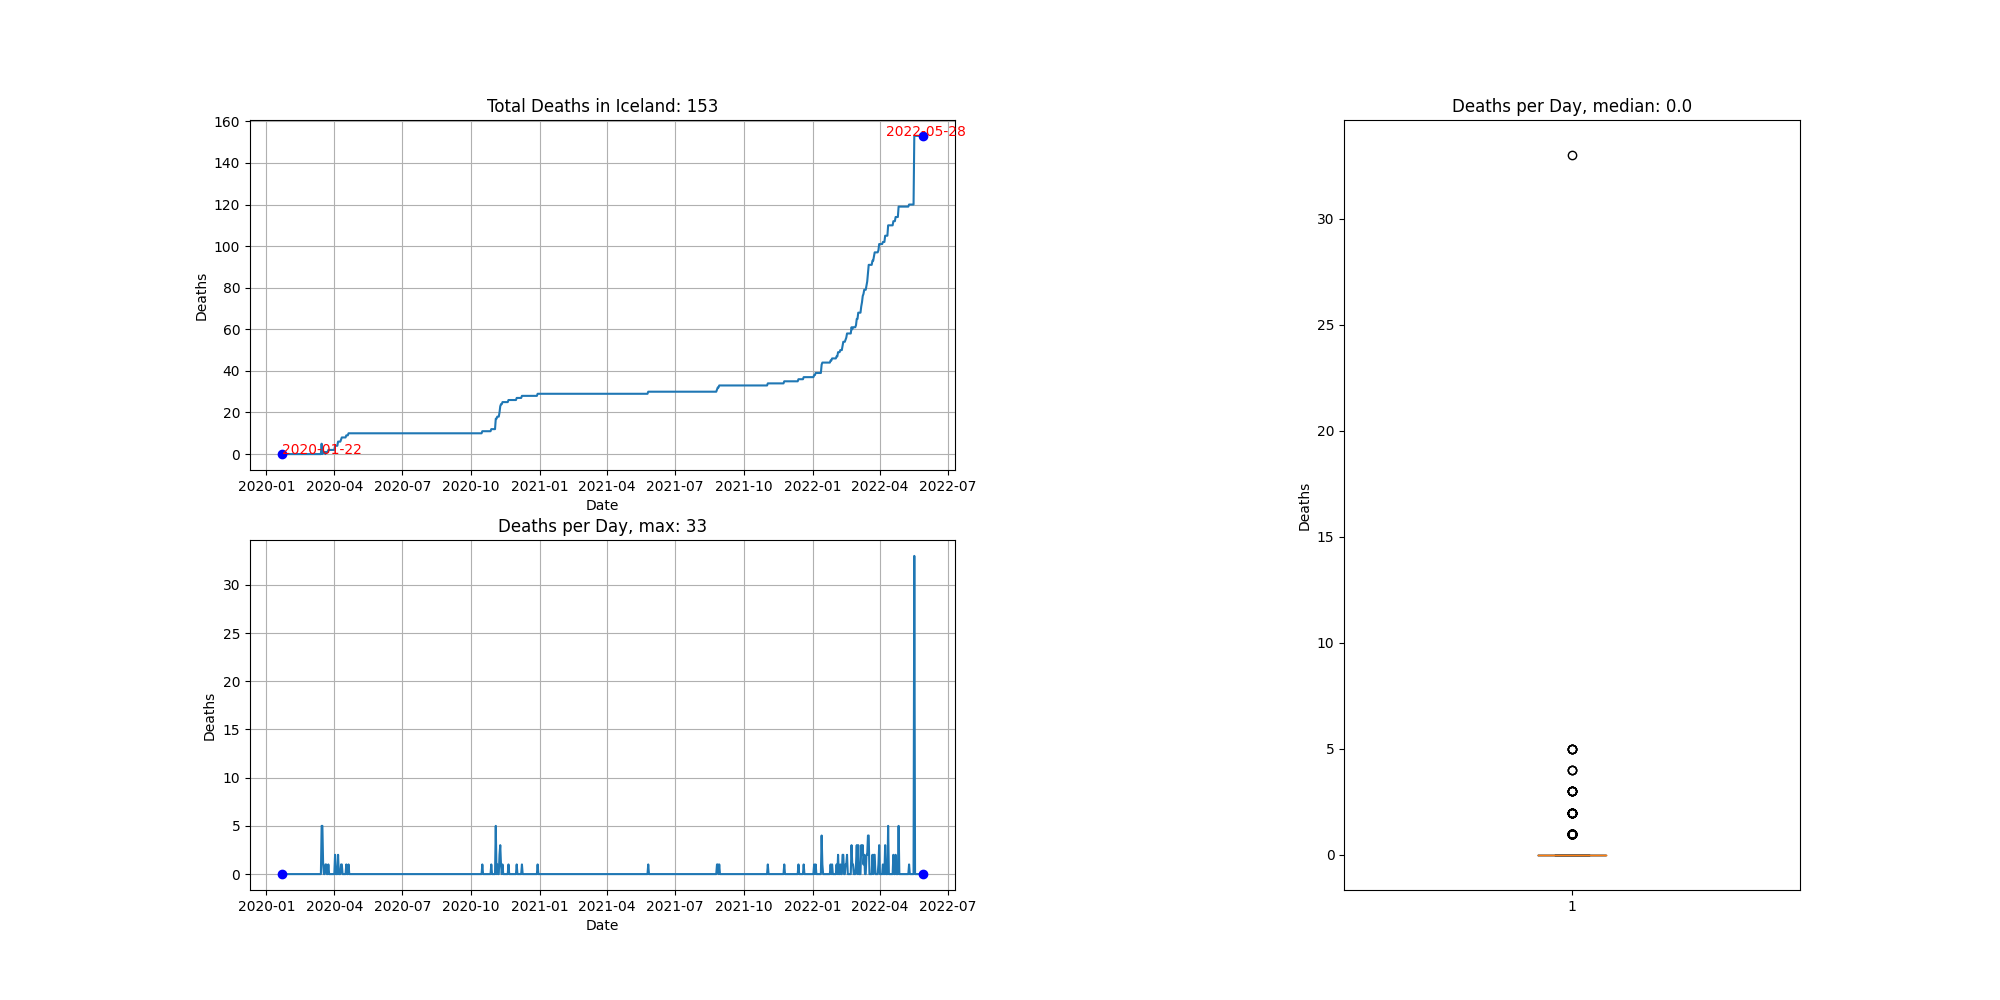 Total Deaths in Iceland: 153
160
140
120
100
80
60
40
20
0
Deaths
2022-05-28
2020-01-22
2020-01 2020-04 2020-07 2020-10 2021-01 2021-04 2021-07 2021-10 2022-01 2022-04 2022-07
Date
Deaths per Day, max: 33
30
25
20
15
10
5
0
Deaths
2020-01 2020-04 2020-07 2020-10 2021-01 2021-04 2021-07 2021-10 2022-01 2022-04 2022-07
Date
Deaths per Day, median: 0.0
30
25
20
15
10
5
0
Deaths
1